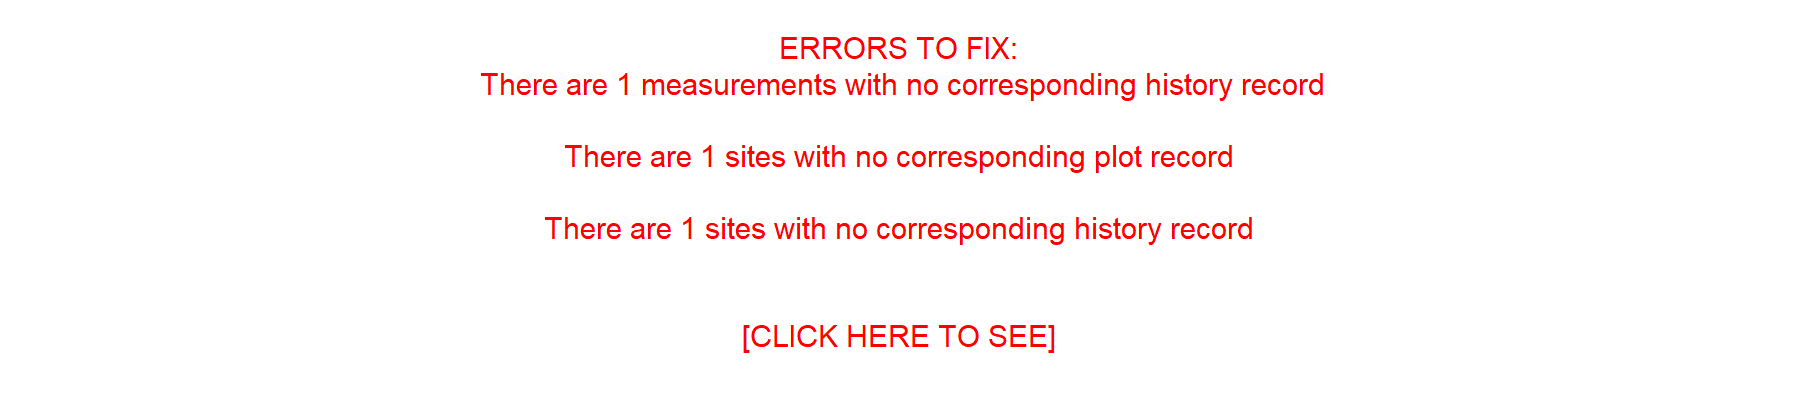 ERRORS TO FIX:
There are 1 measurements with no corresponding history record
There are 1 sites with no corresponding plot record
There are 1 sites with no corresponding history record
[CLICK HERE TO SEE]